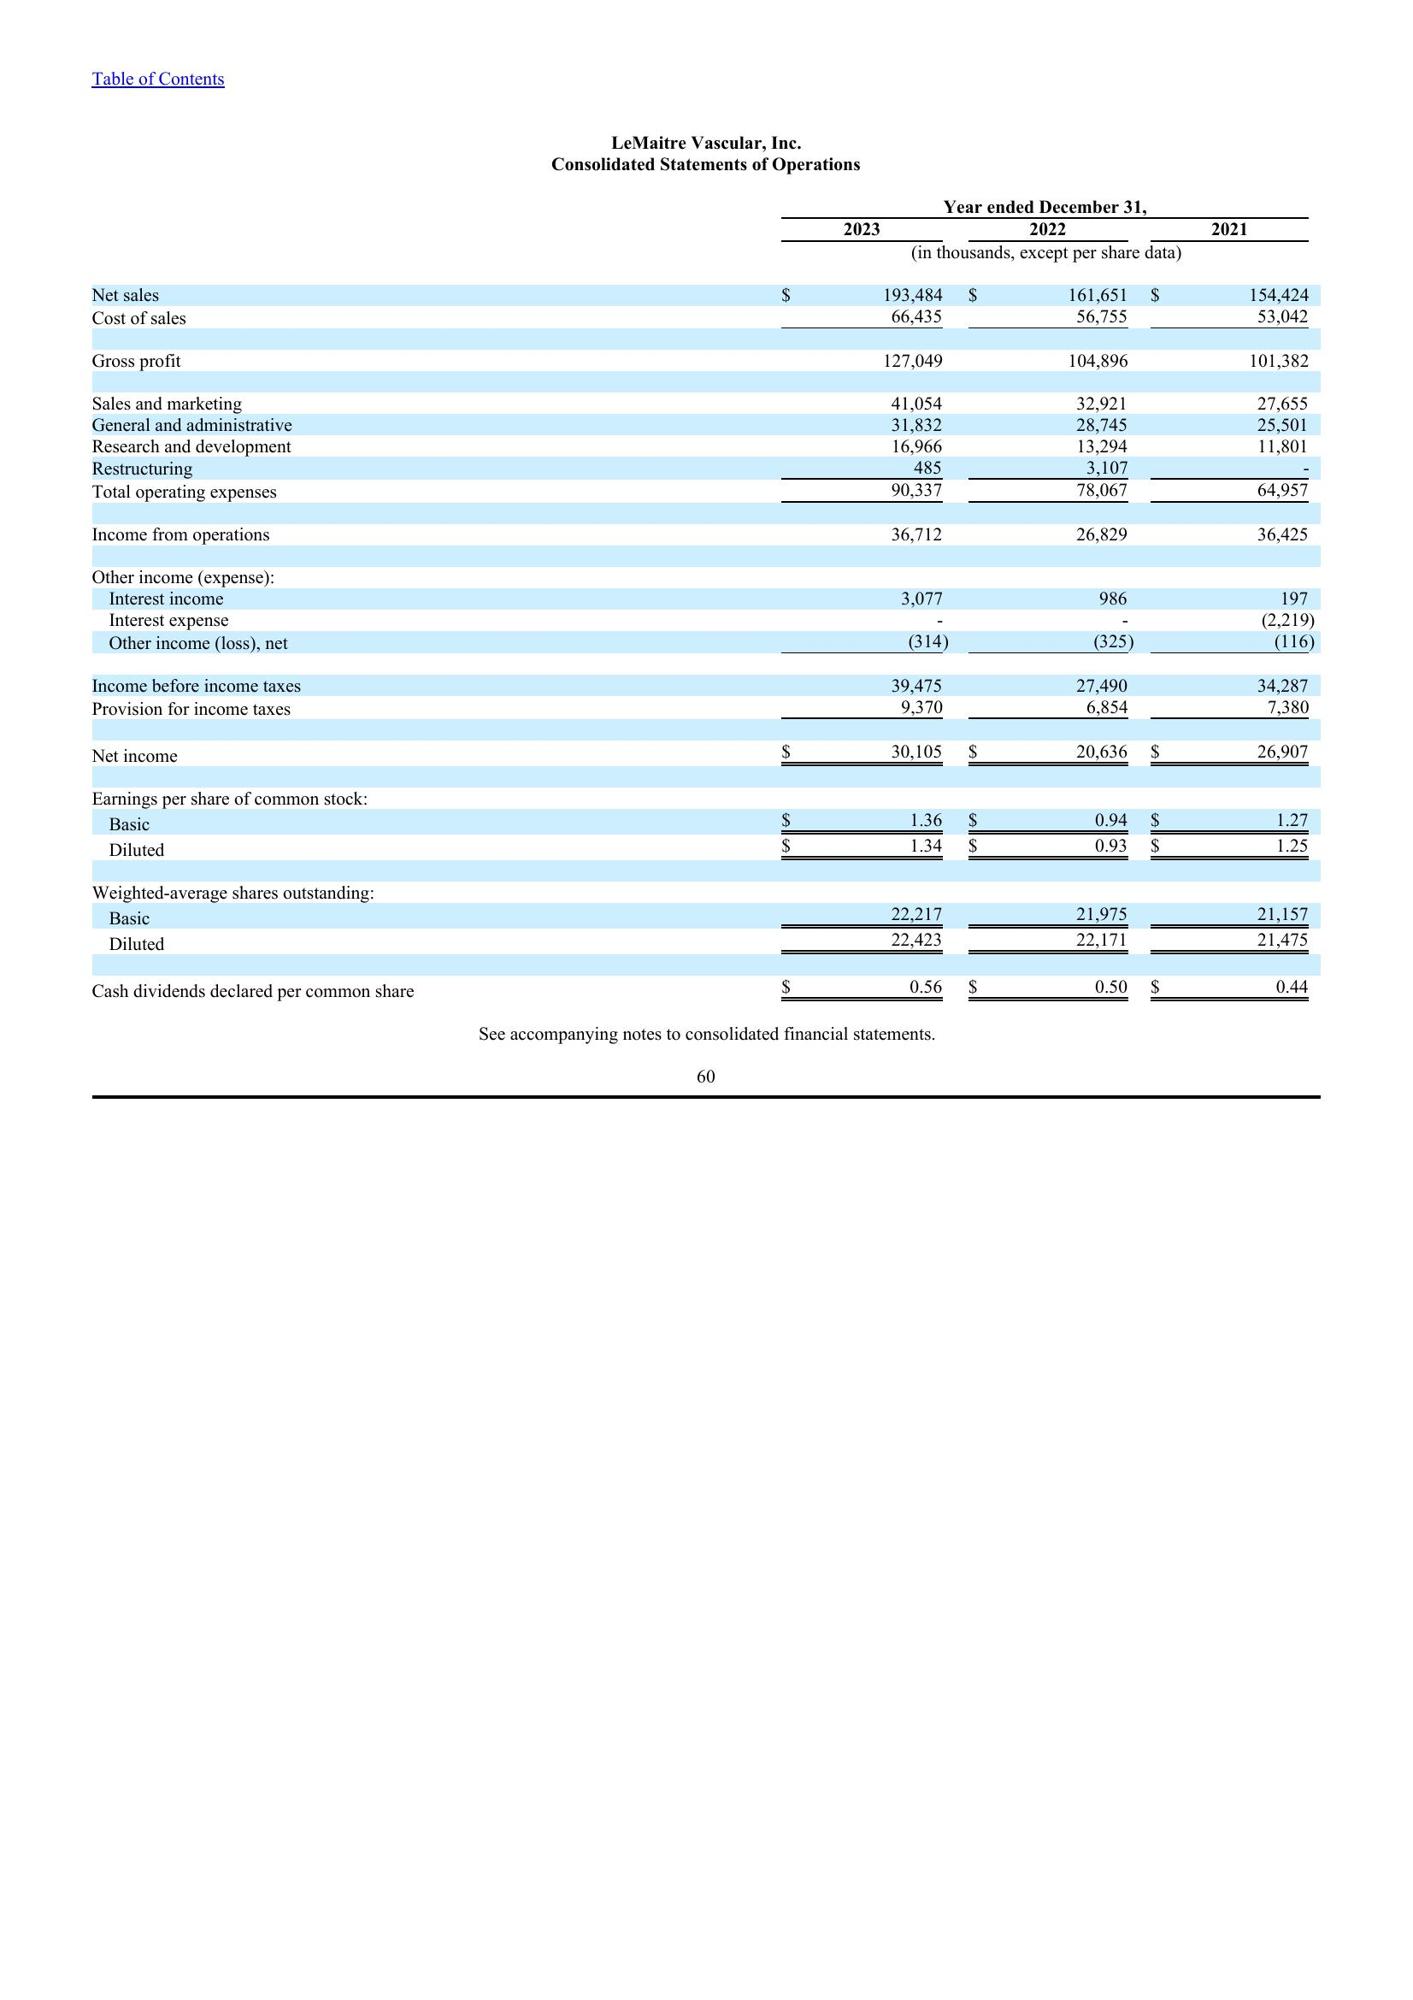 Table of Contents
LeMaitre Vascular, Inc.
Consolidated Statements of Operations
Year ended December 31,
2023 2022 2021
(in thousands, except per share data)
Net sales $ 193,484 $ 161,651 $ 154,424
Cost of sales 66,435 56,755 53,042
Gross profit 127,049 104,896 101,382
Sales and marketing 41,054 32,921 27,655
General and administrative 31,832 28,745 25,501
Research and development 16,966 13,294 11,801
Restructuring 485 3,107 -
Total operating expenses 90,337 78,067 64,957
Income from operations 36,712 26,829 36,425
Other income (expense):
Interest income 3,077 986 197
Interest expense - - (2,219)
Other income (loss), net (314) (325) (116)
Income before income taxes 39,475 27,490 34,287
Provision for income taxes 9,370 6,854 7,380
Net income $ 30,105 $ 20,636 $ 26,907
Earnings per share of common stock:
Basic $ 1.36 $ 0.94 $ 1.27
Diluted $ 1.34 $ 0.93 $ 1.25
Weighted-average shares outstanding:
Basic 22,217 21,975 21,157
Diluted 22,423 22,171 21,475
Cash dividends declared per common share $ 0.56 $ 0.50 $ 0.44
See accompanying notes to consolidated financial statements.
60